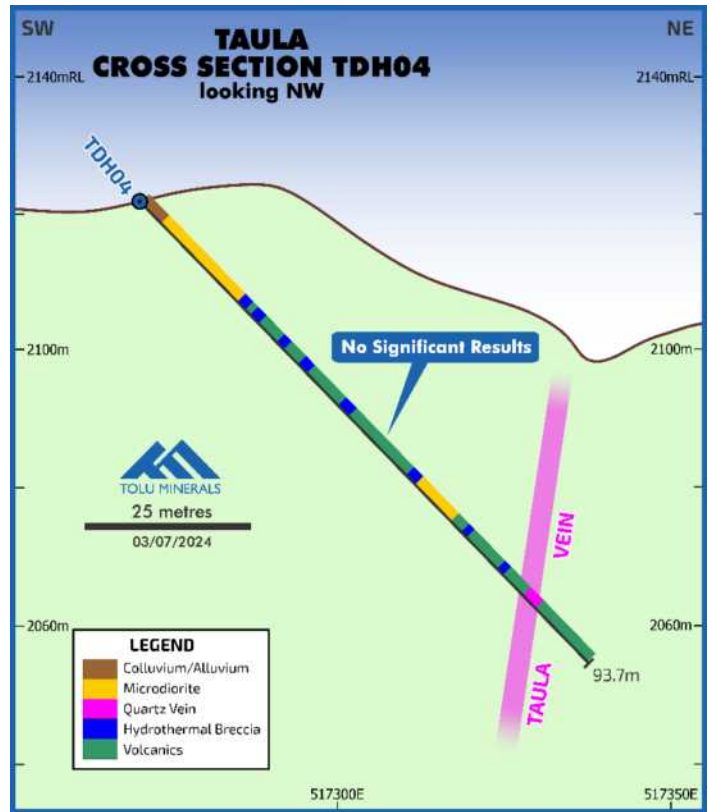 SW
NE
TAULA
CROSS SECTION TDH04
looking NW
2140mRL
2140mRL
TDH04
2100m
2100m
No Significant Results
TOLU MINERALS
25 metres
03/07/2024
VEIN
TAULA
2060m
2060m
93.7m
LEGEND
Colluvium/Alluvium
Microdiorite
Quartz Vein
Hydrothermal Breccia
Volcanics
517300E
517350E